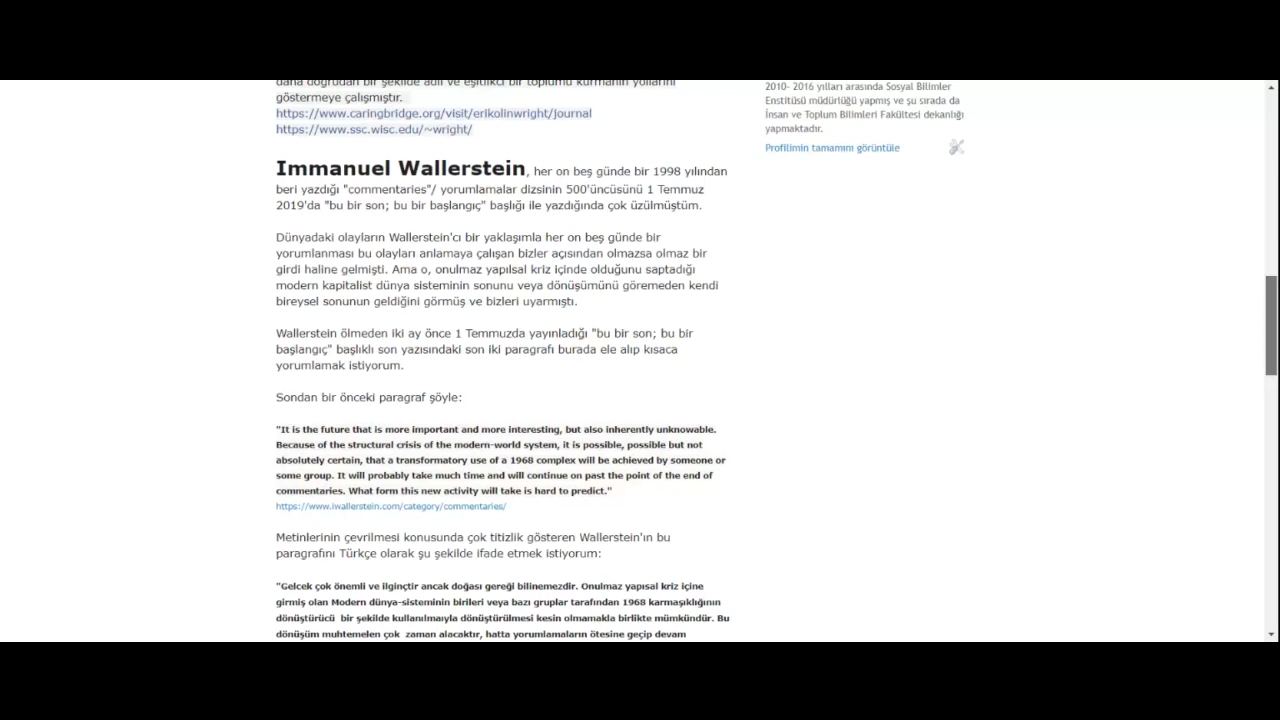 daha doğrudan bir şekilde adil ve eşitlikçi bir toplumu kurmanın yollarını
göstermeye çalışmıştır.
https://www.caringbridge.org/visit/erikolinwright/journal
https://www.ssc.wisc.edu/~wright/
Immanuel Wallerstein, her on beş günde bir 1998 yılından
beri yazdığı "commentaries"/ yorumlamalar dizsinin 500'üncüsünü 1 Temmuz
2019'da "bu bir son; bu bir başlangıç" başlığı ile yazdığında çok üzülmüştüm.
Dünyadaki olayların Wallerstein'cı bir yaklaşımla her on beş günde bir
yorumlanması bu olayları anlamaya çalışan bizler açısından olmazsa olmaz bir
girdi haline gelmişti. Ama o, onulmaz yapılsal kriz içinde olduğunu saptadığı
modern kapitalist dünya sisteminin sonunu veya dönüşümünü göremeden kendi
bireysel sonunun geldiğini görmüş ve bizleri uyarmıştı.
Wallerstein ölmeden iki ay önce 1 Temmuzda yayınladığı "bu bir son; bu bir
başlangıç" başlıklı son yazısındaki son iki paragrafı burada ele alıp kısaca
yorumlamak istiyorum.
Sondan bir önceki paragraf şöyle:
"It is the future that is more important and more interesting, but also inherently unknowable.
Because of the structural crisis of the modern-world system, it is possible, possible but not
absolutely certain, that a transformatory use of a 1968 complex will be achieved by someone or
some group. It will probably take much time and will continue on past the point of the end of
commentaries. What form this new activity will take is hard to predict."
https://www.iwallerstein.com/category/commentaries/
Metinlerinin çevrilmesi konusunda çok titizlik gösteren Wallerstein'ın bu
paragrafını Türkçe olarak şu şekilde ifade etmek istiyorum:
"Gelcek çok önemli ve ilginçtir ancak doğası gereği bilinemezdir. Onulmaz yapısal kriz içine
girmiş olan Modern dünya-sisteminin birileri veya bazı gruplar tarafından 1968 karmaşıklığının
dönüştürücü bir şekilde kullanılmaıyla dönüştürülmesi kesin olmamakla birlikte mümkündür. Bu
dönüşüm muhtemelen çok zaman alacaktır, hatta yorumlamaların ötesine geçip devam
2010- 2016 yılları arasında Sosyal Bilimler
Enstitüsü müdürlüğü yapmış ve şu sırada da
İnsan ve Toplum Bilimleri Fakültesi dekanlığı
yapmaktadır.
Profilimin tamamını görüntüle